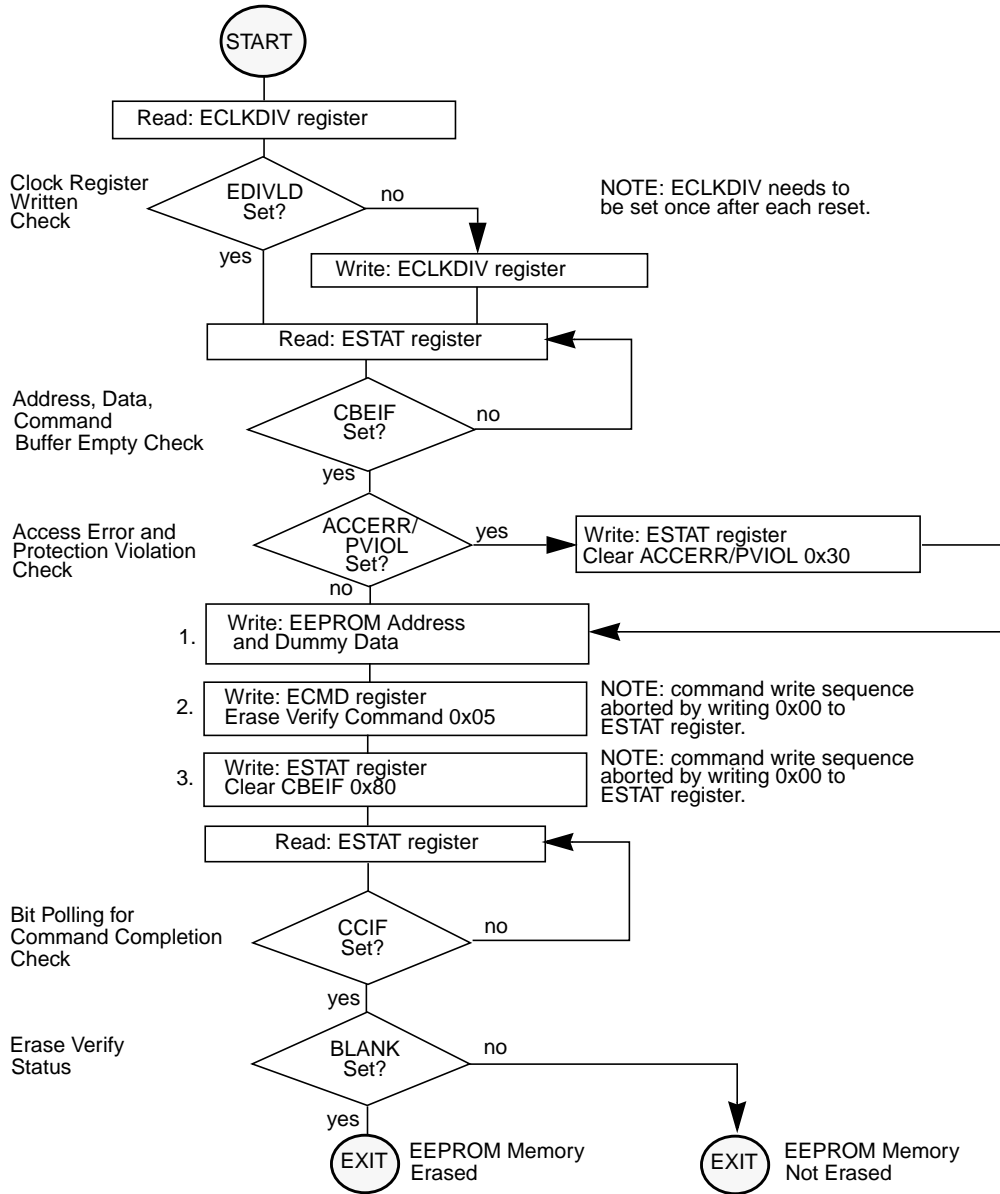 START
Read: ECLKDIV register
Clock Register
Written
Check
EDIVLD
Set?
no
yes
NOTE: ECLKDIV needs to
be set once after each reset.
Write: ECLKDIV register
Read: ESTAT register
Address, Data,
Command
Buffer Empty Check
CBEIF
Set?
no
yes
Access Error and
Protection Violation
Check
ACCERR/
PVIOL
Set?
yes
no
Write: ESTAT register
Clear ACCERR/PVIOL 0x30
1.
Write: EEPROM Address
and Dummy Data
2.
Write: ECMD register
Erase Verify Command 0x05
NOTE: command write sequence
aborted by writing 0x00 to
ESTAT register.
3.
Write: ESTAT register
Clear CBEIF 0x80
NOTE: command write sequence
aborted by writing 0x00 to
ESTAT register.
Read: ESTAT register
Bit Polling for
Command Completion
Check
CCIF
Set?
no
yes
Erase Verify
Status
BLANK
Set?
no
yes
EXIT
EEPROM Memory
Erased
EXIT
EEPROM Memory
Not Erased